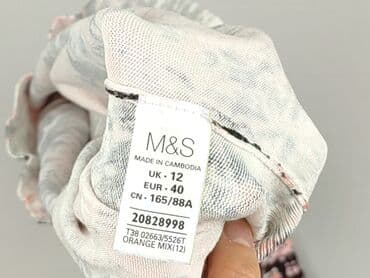 M&S
MADE IN CAMBODIA
UK · 12
EUR · 40
CN · 165/88A
20828998
T38 02663/5526T
ORANGE MIX(12)